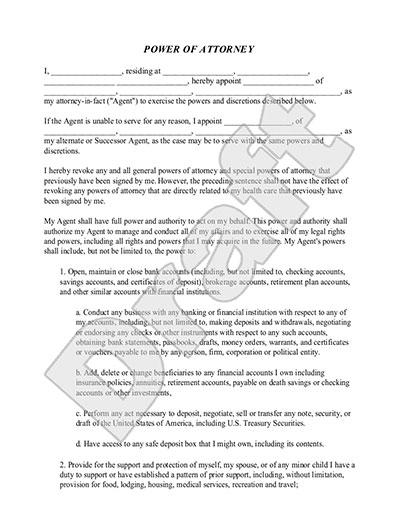 POWER OF ATTORNEY
I, ________________, residing at ____________________, ____________________,
________________ ________________, hereby appoint ________________ of
________________, ________________, ________________, ________________, as
my attorney-in-fact ("Agent") to exercise the powers and discretions described below.
If the Agent is unable to serve for any reason, I appoint ________________, of
________________, ________________, ________________, ________________, as
my alternate or Successor Agent, as the case may be to serve with the same powers and
discretions.
I hereby revoke any and all general powers of attorney and special powers of attorney that
previously have been signed by me. However, the preceding sentence shall not have the effect of
revoking any powers of attorney that are directly related to my health care that previously have
been signed by me.
My Agent shall have full power and authority to act on my behalf. This power and authority shall
authorize my Agent to manage and conduct all of my affairs and to exercise all of my legal rights
and powers, including all rights and powers that I may acquire in the future. My Agent's powers
shall include, but not be limited to, the power to:
1. Open, maintain or close bank accounts (including, but not limited to, checking accounts,
savings accounts, and certificates of deposit), brokerage accounts, retirement plan accounts,
and other similar accounts with financial institutions.
a. Conduct any business with any banking or financial institution with respect to any of
my accounts, including, but not limited to, making deposits and withdrawals, negotiating
or endorsing any checks or other instruments with respect to any such accounts,
obtaining bank statements, passbooks, drafts, money orders, warrants, and certificates
or vouchers payable to me by any person, firm, corporation or political entity.
b. Add, delete or change beneficiaries to any financial accounts I own including
insurance policies, annuities, retirement accounts, payable on death savings or checking
accounts or other investments,
c. Perform any act necessary to deposit, negotiate, sell or transfer any note, security, or
draft of the United States of America, including U.S. Treasury Securities.
d. Have access to any safe deposit box that I might own, including its contents.
2. Provide for the support and protection of myself, my spouse, or of any minor child I have a
duty to support or have established a pattern of prior support, including, without limitation,
provision for food, lodging, housing, medical services, recreation and travel;
Draft